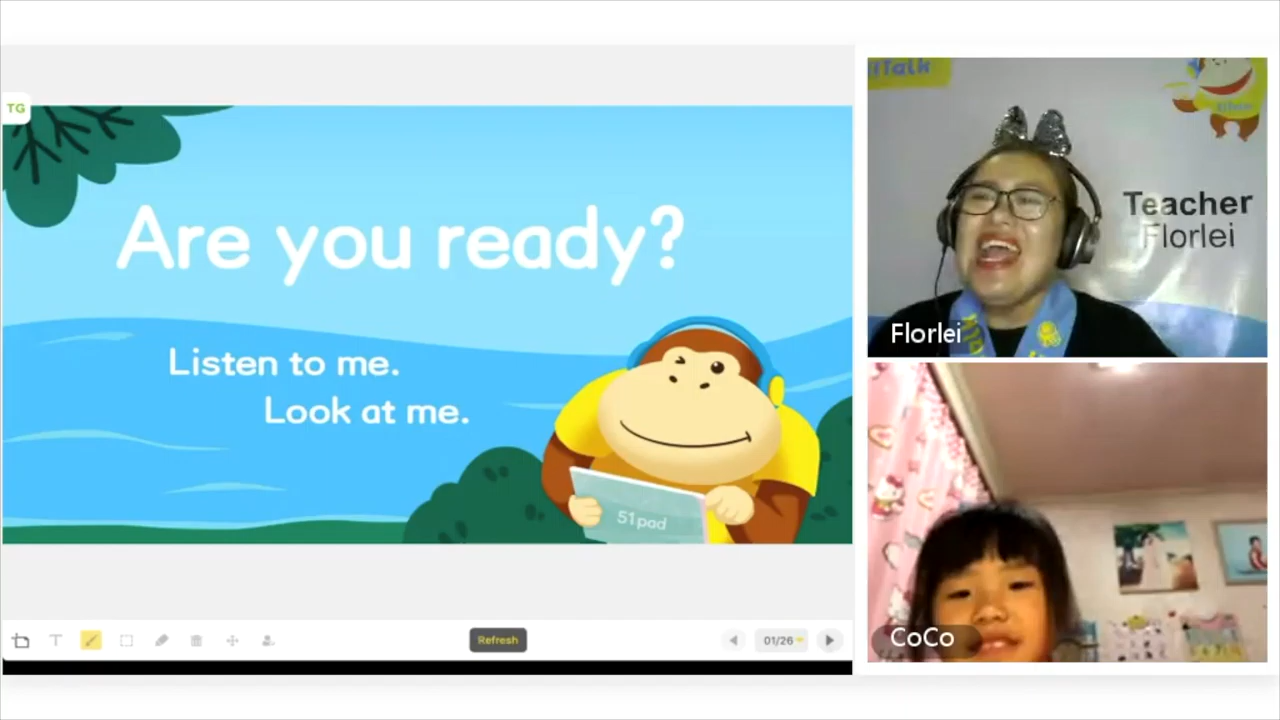 TG
Are you ready?
Listen to me.
Look at me.
51pad
Refresh
01/26
Teacher
Florlei
Florlei
CoCo